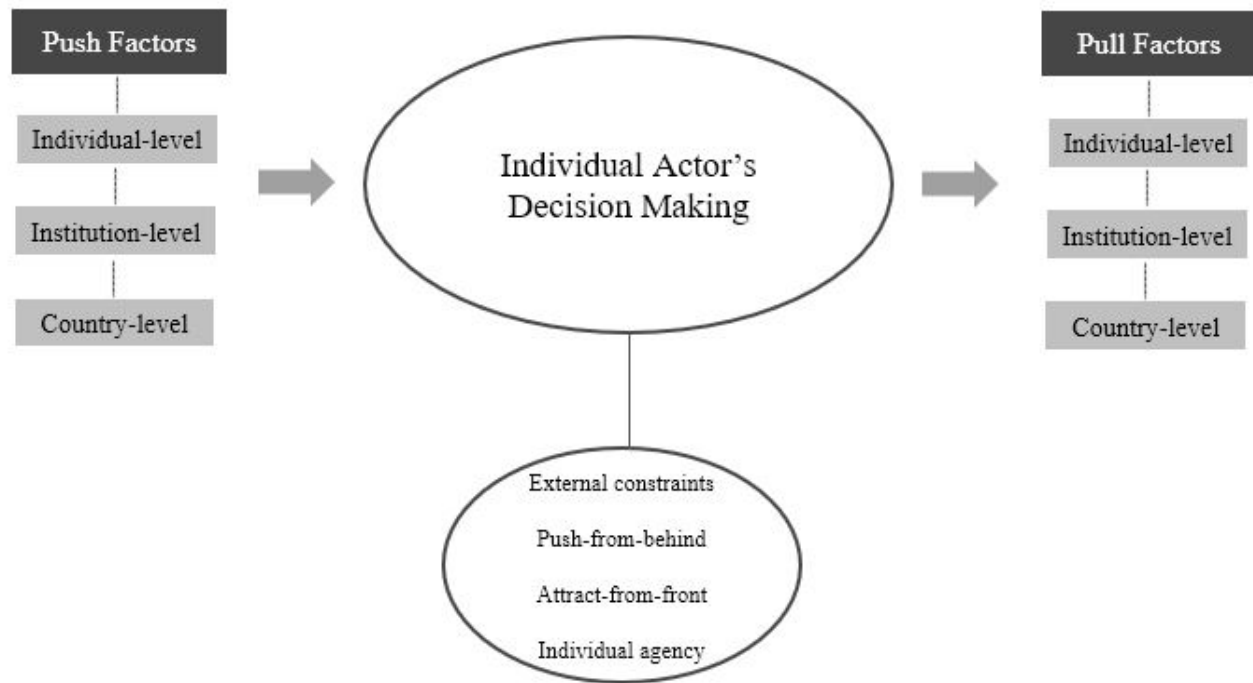 Push Factors
Individual-level
Institution-level
Country-level
Individual Actor’s
Decision Making
External constraints
Push-from-behind
Attract-from-front
Individual agency
Pull Factors
Individual-level
Institution-level
Country-level